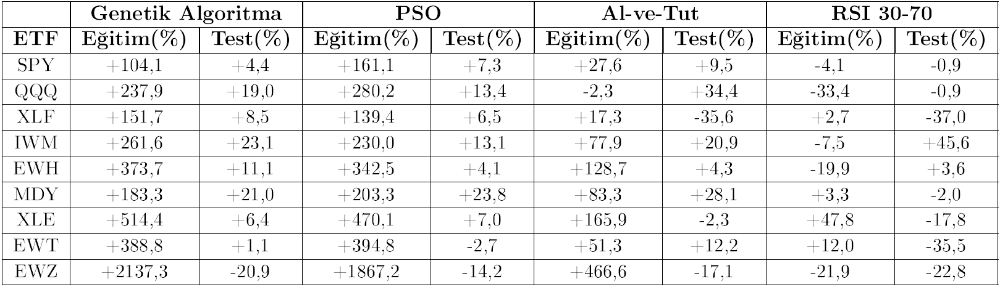 Genetik Algoritma PSO Al-ve-Tut RSI 30-70
ETF Eğitim(%) Test(%) Eğitim(%) Test(%) Eğitim(%) Test(%) Eğitim(%) Test(%)
SPY +104,1 +4,4 +161,1 +7,3 +27,6 +9,5 -4,1 -0,9
QQQ +237,9 +19,0 +280,2 +13,4 -2,3 +34,4 -33,4 -0,9
XLF +151,7 +8,5 +139,4 +6,5 +17,3 -35,6 +2,7 -37,0
IWM +261,6 +23,1 +230,0 +13,1 +77,9 +20,9 -7,5 +45,6
EWH +373,7 +11,1 +342,5 +4,1 +128,7 +4,3 -19,9 +3,6
MDY +183,3 +21,0 +203,3 +23,8 +83,3 +28,1 +3,3 -2,0
XLE +514,4 +6,4 +470,1 +7,0 +165,9 -2,3 +47,8 -17,8
EWT +388,8 +1,1 +394,8 -2,7 +51,3 +12,2 +12,0 -35,5
EWZ +2137,3 -20,9 +1867,2 -14,2 +466,6 -17,1 -21,9 -22,8